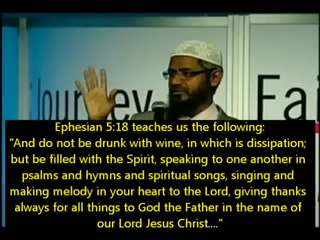 Journey
Fai
Ephesian 5:18 teaches us the following:
"And do not be drunk with wine, in which is dissipation;
but be filled with the Spirit, speaking to one another in
psalms and hymns and spiritual songs, singing and
making melody in your heart to the Lord, giving thanks
always for all things to God the Father in the name of
our Lord Jesus Christ...."